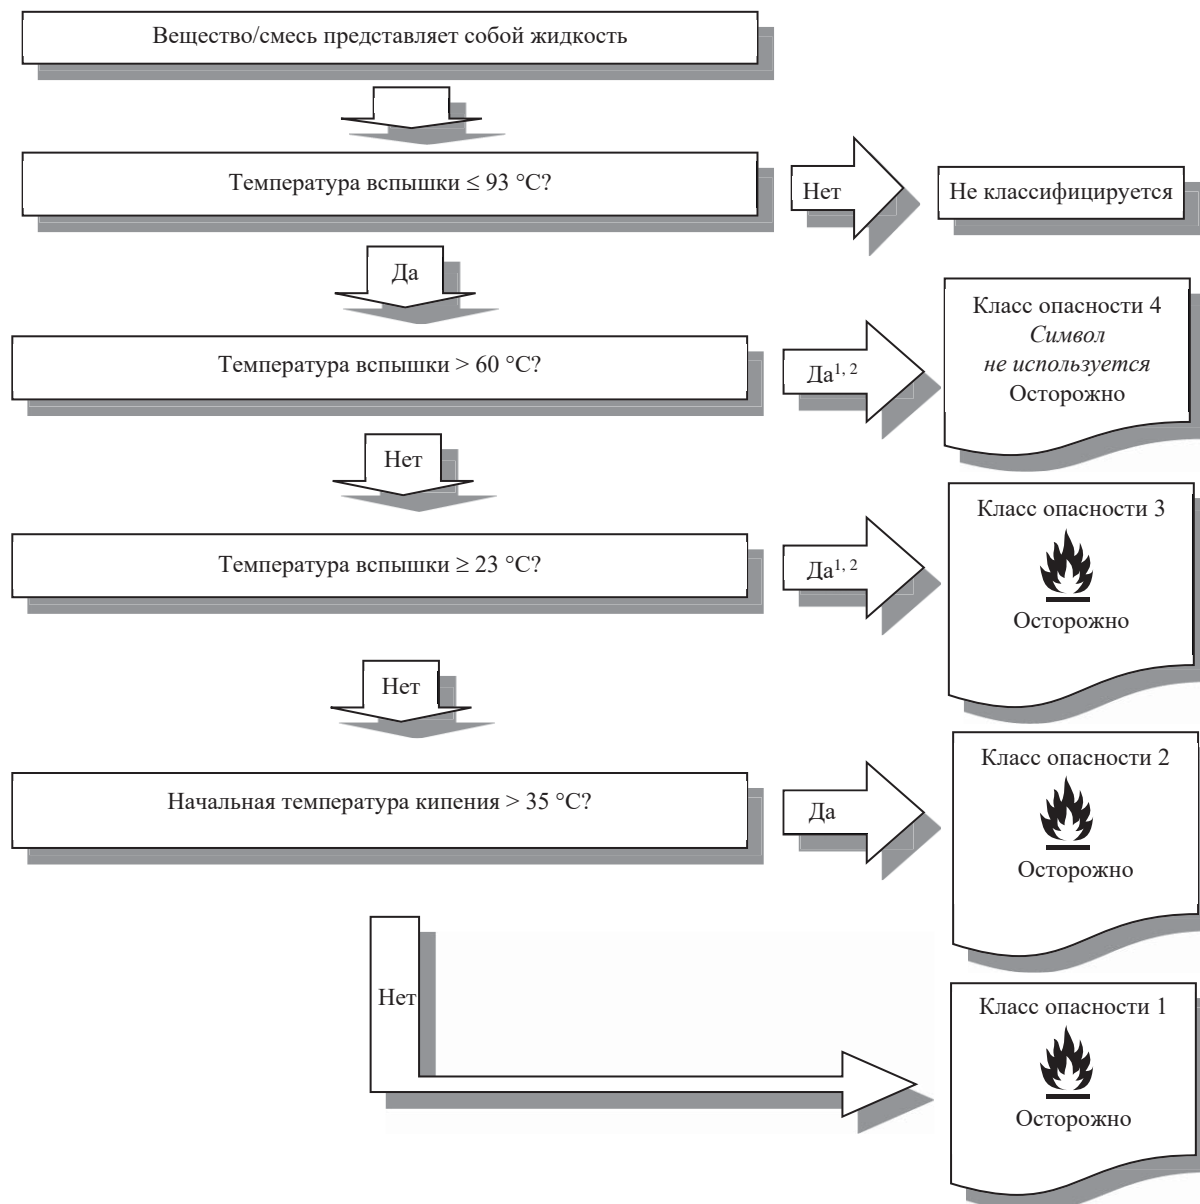 Вещество/смесь представляет собой жидкость
Температура вспышки ≤ 93 °С?
Нет
Не классифицируется
Да
Температура вспышки > 60 °С?
Да1, 2
Класс опасности 4
Символ
не используется
Осторожно
Нет
Температура вспышки ≥ 23 °С?
Да1, 2
Класс опасности 3
Осторожно
Нет
Начальная температура кипения > 35 °С?
Да
Класс опасности 2
Осторожно
Нет
Класс опасности 1
Осторожно